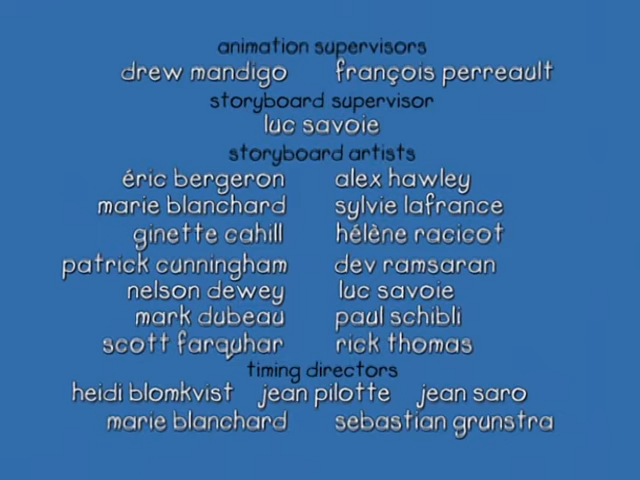 animation supervisors
drew mandigo françois perreault
storyboard supervisor
luc savoie
storyboard artists
éric bergeron alex hawley
marie blanchard sylvie lafrance
ginette cahill hélène racicot
patrick cunningham dev ramsaran
nelson dewey luc savoie
mark dubeau paul schibli
scott farquhar rick thomas
timing directors
heidi blomkvist jean pilotte jean saro
marie blanchard sebastian grunstra